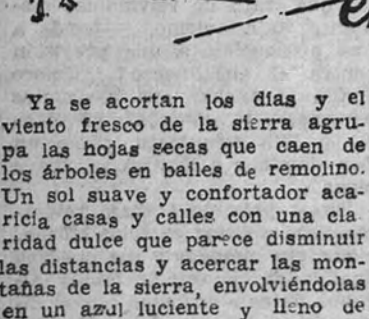 Ya se acortan los días y el
viento fresco de la sierra agru-
pa las hojas secas que caen de
los árboles en bailes de remolino.
Un sol suave y confortador aca-
ricia casas y calles con una cla
ridad dulce que parece disminuir
las distancias y acercar las mon-
tañas de la sierra, envolviéndolas
en un azul luciente y lleno de